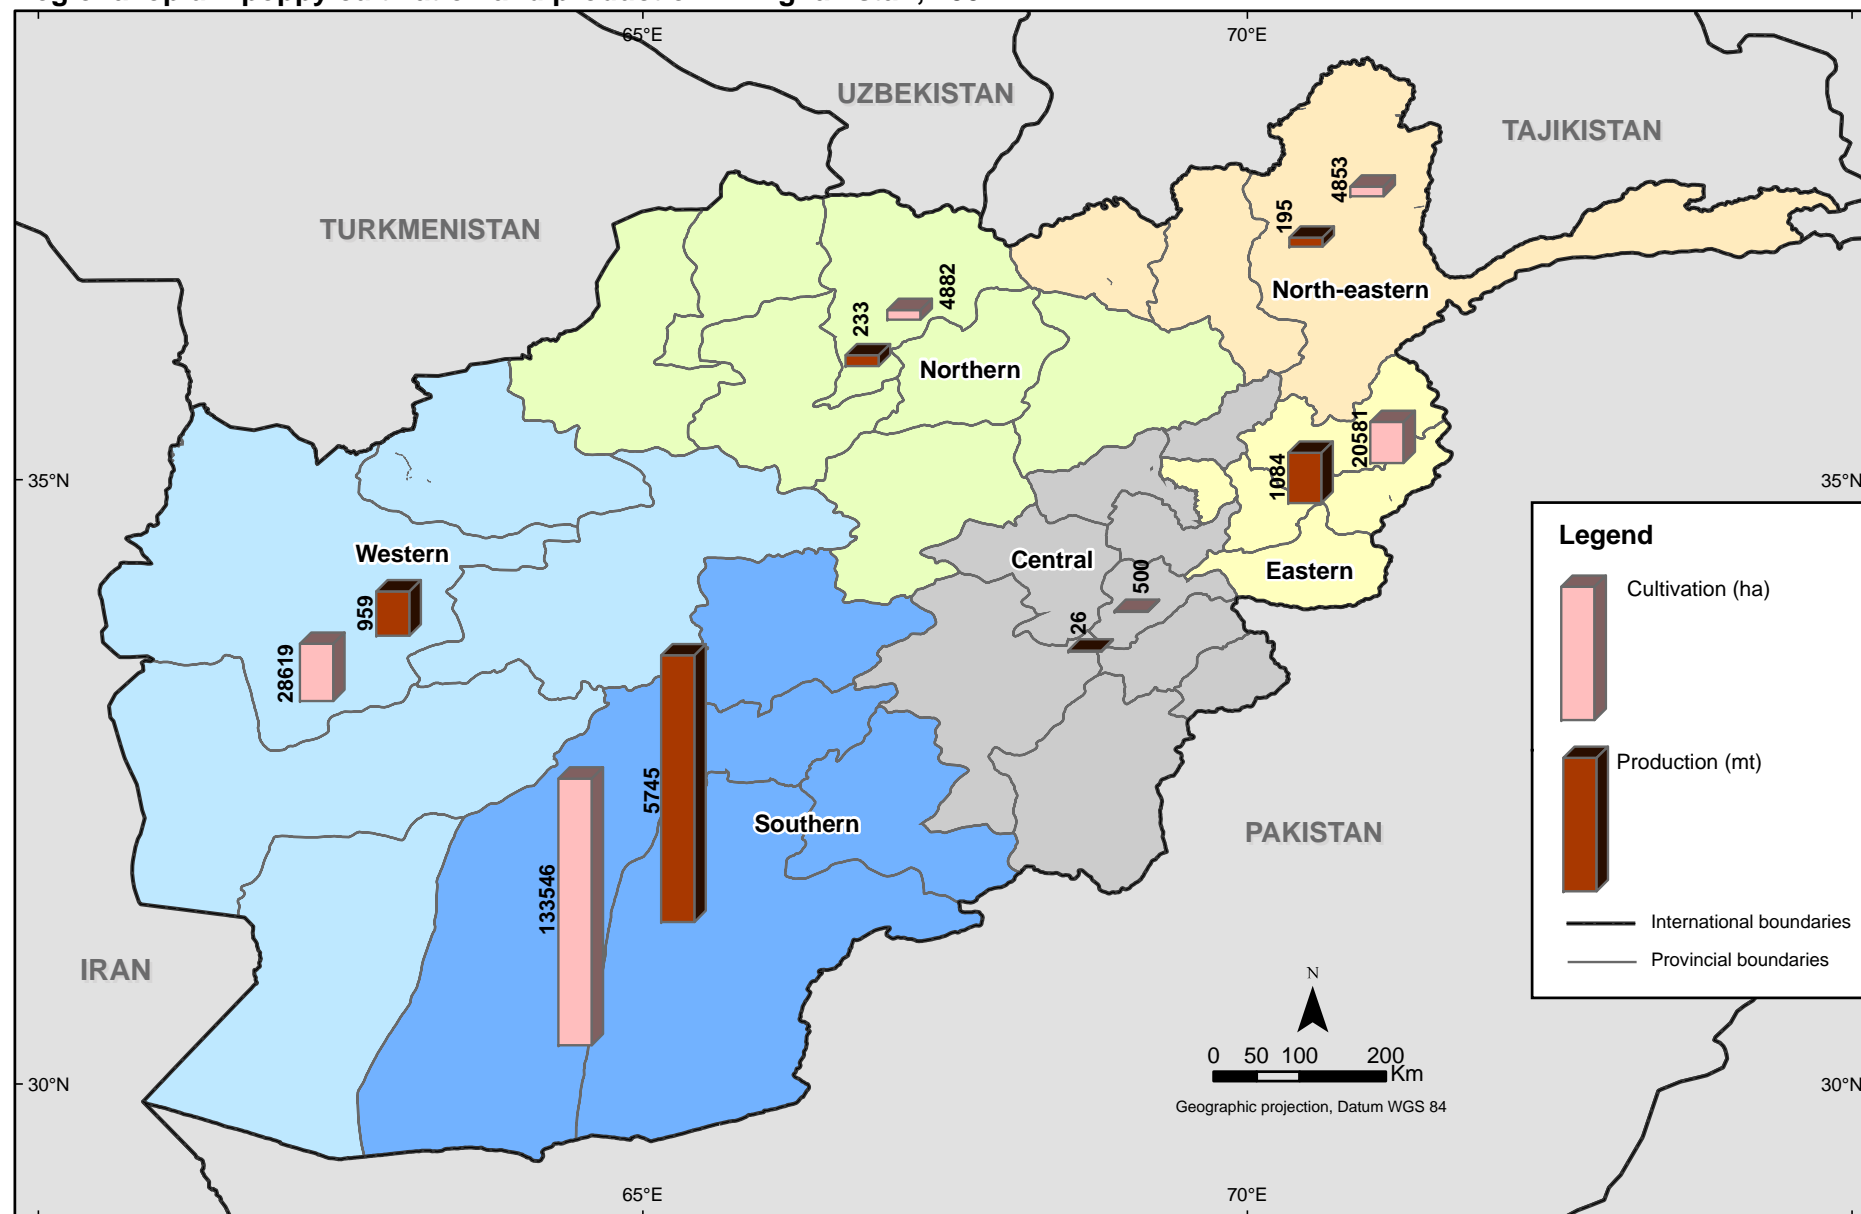 65°E
70°E
UZBEKISTAN
TAJIKISTAN
TURKMENISTAN
4853
195
North-eastern
4882
233
Northern
20581
1084
35°N
35°N
Legend
Western
Central
Eastern
500
Cultivation (ha)
959
26
28619
5745
Production (mt)
Southern
PAKISTAN
133546
International boundaries
Provincial boundaries
IRAN
N
0 50 100 200
Km
30°N
30°N
Geographic projection, Datum WGS 84
65°E
70°E